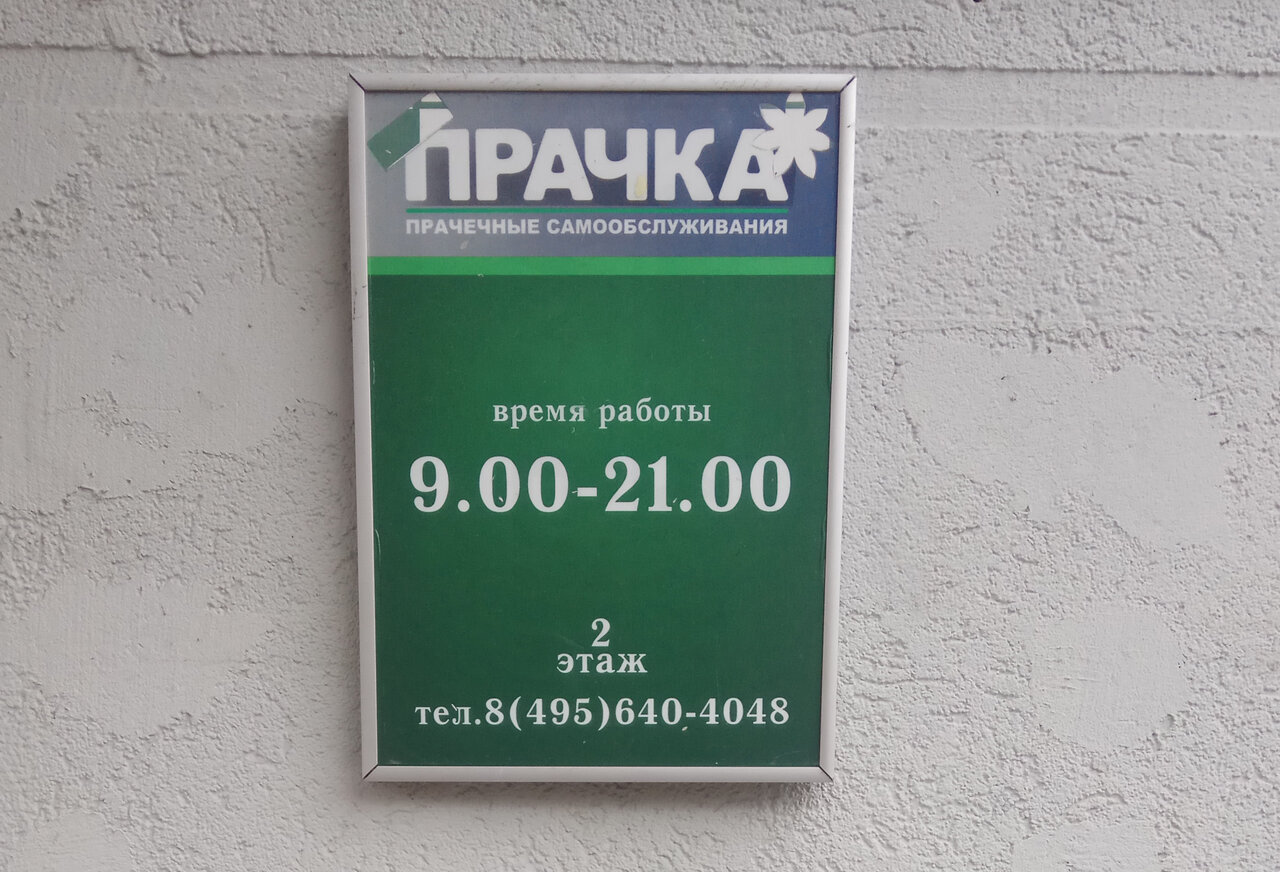 ПРАЧКА
ПРАЧЕЧНЫЕ САМООБСЛУЖИВАНИЯ
время работы
9.00-21.00
2
этаж
тел.8(495)640-4048